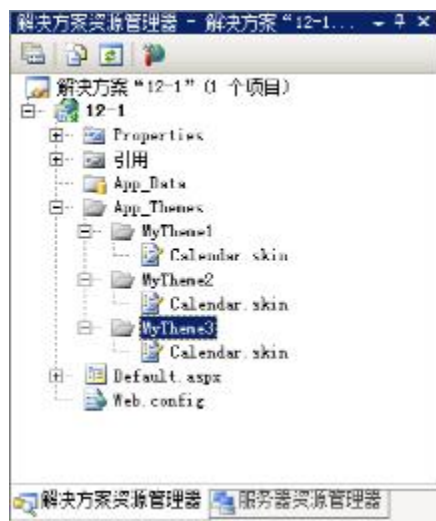 解决方案资源管理器 - 解决方案“12-1...
解决方案“12-1”(1 个项目)
12-1
Properties
引用
App_Data
App_Themes
MyTheme1
Calendar.skin
MyTheme2
Calendar.skin
MyTheme3
Calendar.skin
Default.aspx
Web.config
解决方案资源管理器 服务器资源管理器